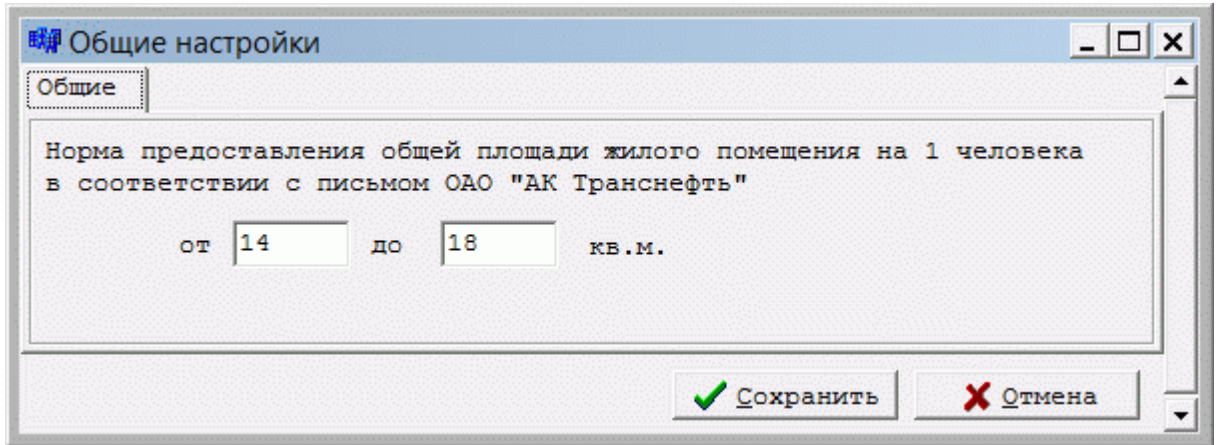 Общие настройки
Общие
Норма предоставления общей площади жилого помещения на 1 человека
в соответствии с письмом ОАО "АК Транснефть"
от 14 до 18 кв.м.
Сохранить Отмена